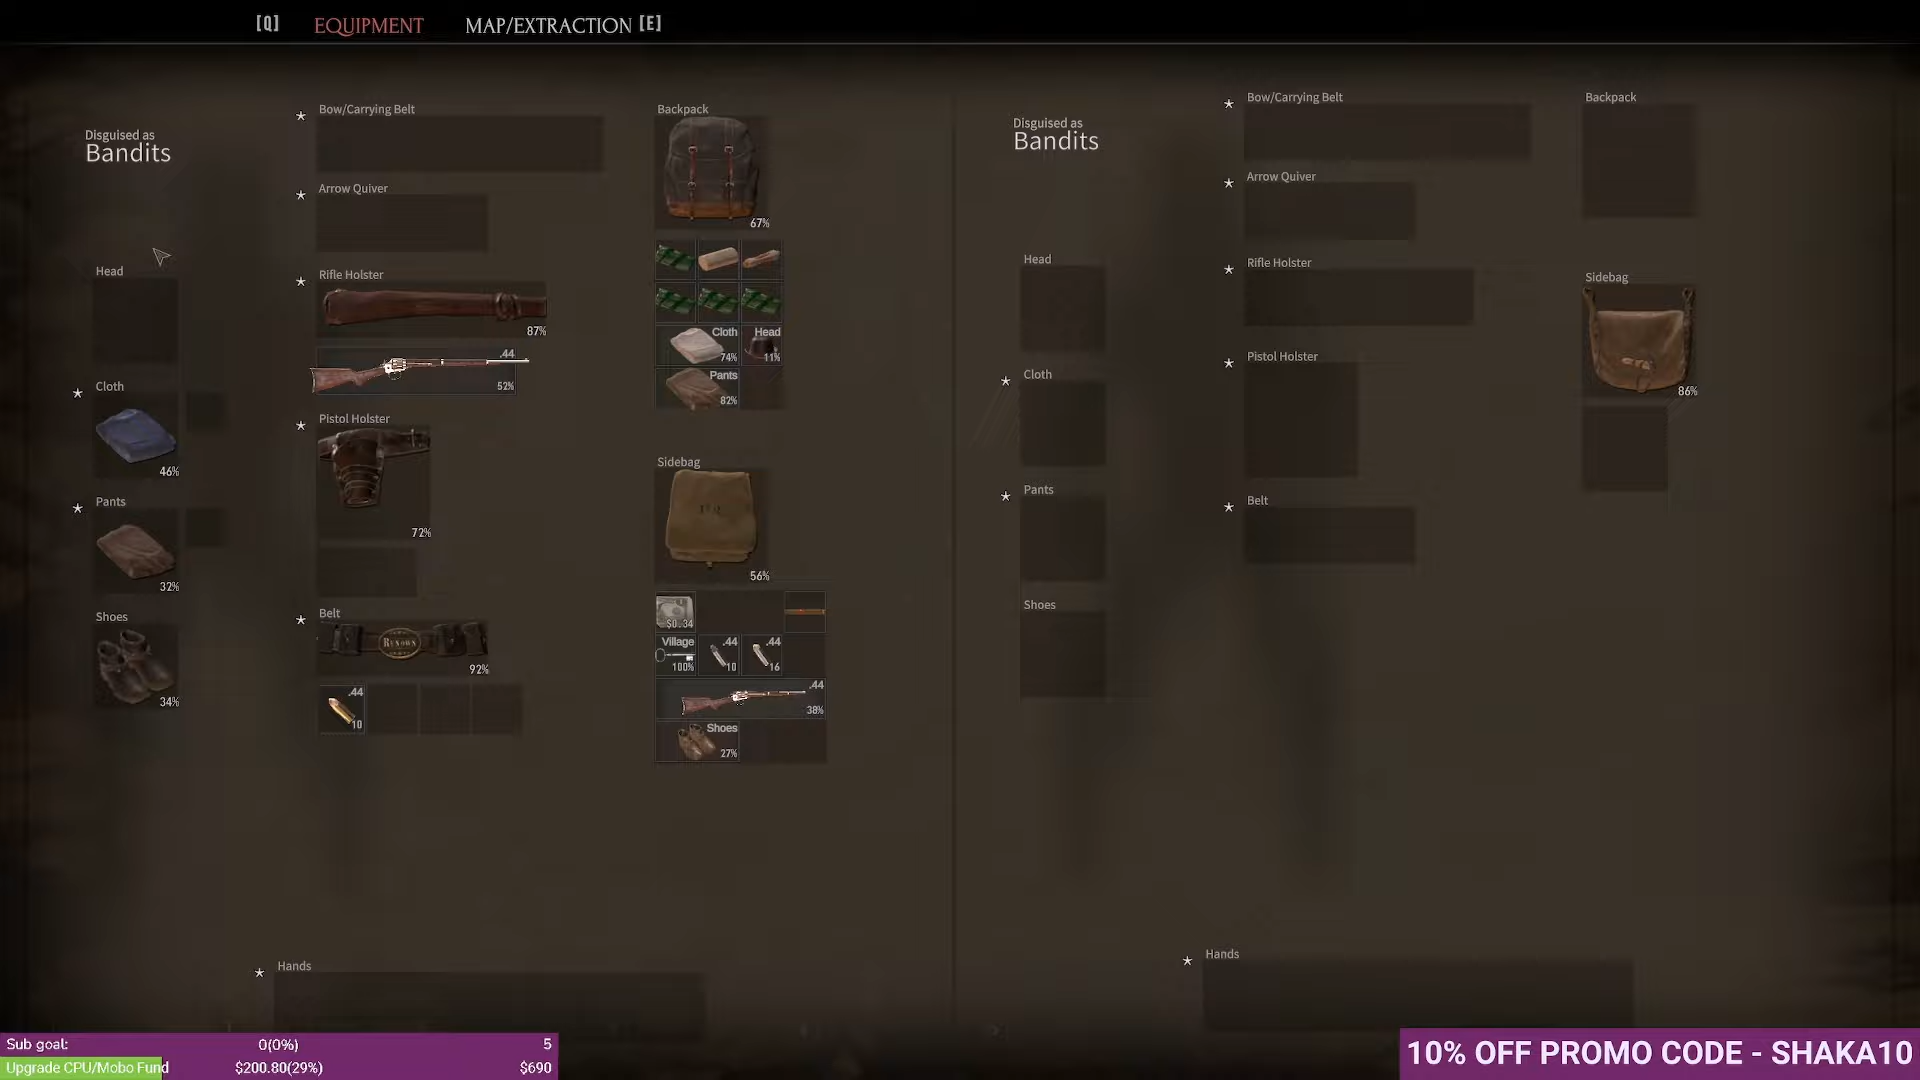 [Q] EQUIPMENT MAP/EXTRACTION [E]
Disguised as
Bandits
Head
Cloth
46%
Pants
32%
Shoes
34%
Bow/Carrying Belt
Arrow Quiver
Rifle Holster
87%
.44
52%
Pistol Holster
72%
Belt
RENOWN
92%
.44
10
Backpack
67%
Cloth
74%
Head
11%
Pants
82%
Sidebag
56%
$0.34
Village
100%
.44
10
.44
16
.44
38%
Shoes
27%
Hands
Disguised as
Bandits
Head
Cloth
Pants
Shoes
Bow/Carrying Belt
Arrow Quiver
Rifle Holster
Pistol Holster
Belt
Backpack
Sidebag
86%
Hands
Sub goal: 0(0%) 5
Upgrade CPU/Mobo Fund $200.80(29%) $690
10% OFF PROMO CODE - SHAKA10